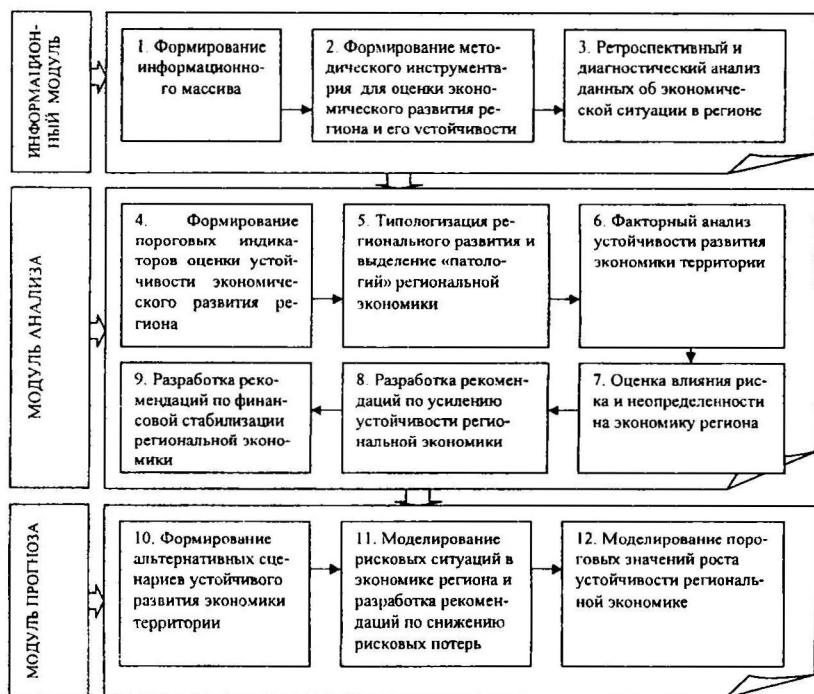 ИНФОРМАЦИОН-
НЫЙ МОДУЛЬ
1. Формирование
информационно-
го массива
2. Формирование мето-
дического инструмента-
рия для оценки эконо-
мического развития ре-
гиона и его устойчивости
3. Ретроспективный и
диагностический анализ
данных об экономиче-
ской ситуации в регионе
МОДУЛЬ АНАЛИЗА
4. Формирование
пороговых индика-
торов оценки устой-
чивости экономиче-
ского развития ре-
гиона
5. Типологизация ре-
гионального развития и
выделение «патоло-
гий» региональной
экономики
6. Факторный анализ
устойчивости развития
экономики территории
9. Разработка реко-
мендаций по финан-
совой стабилизации
региональной эконо-
мики
8. Разработка рекомен-
даций по усилению
устойчивости регио-
нальной экономики
7. Оценка влияния рис-
ка и неопределенности
на экономику региона
МОДУЛЬ ПРОГНОЗА
10. Формирование
альтернативных сце-
нариев устойчивого
развития экономики
территории
11. Моделирование
рисковых ситуаций в
экономике региона и
разработка рекомен-
даций по снижению
рисковых потерь
12. Моделирование поро-
говых значений роста
устойчивости региональ-
ной экономике